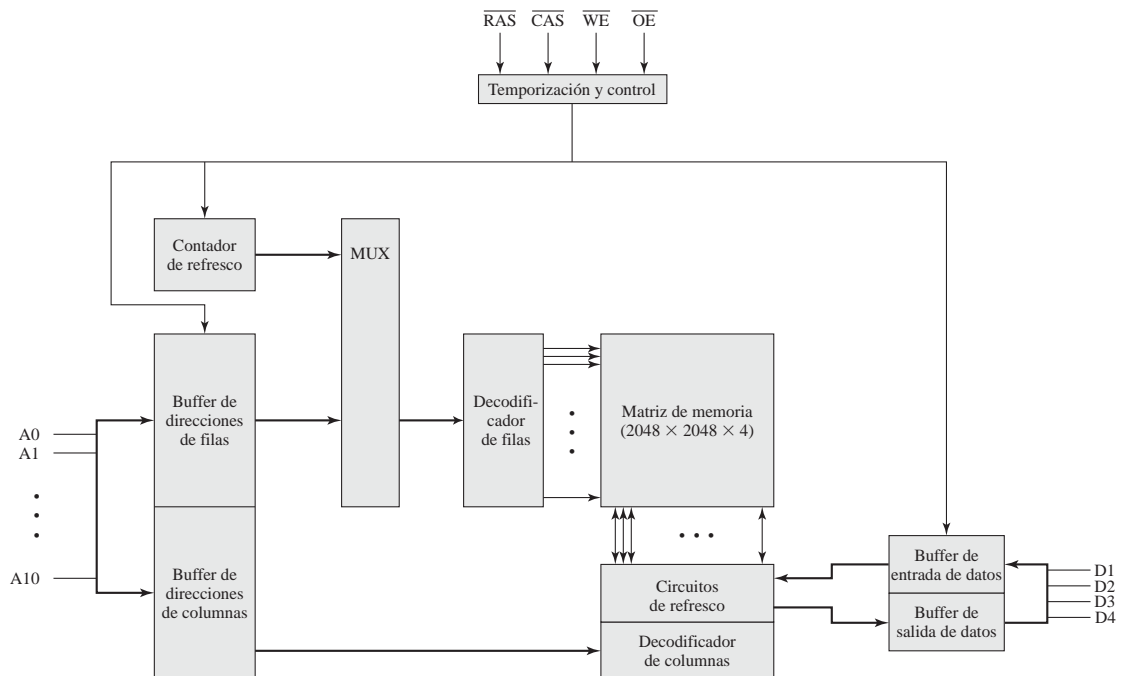 RAS CAS WE OE
Temporización y control
Contador
de refresco
MUX
Buffer de
direcciones
de filas
Decodifi-
cador
de filas
Matriz de memoria
(2048 × 2048 × 4)
A0
A1
A10
Buffer de
direcciones
de columnas
Circuitos
de refresco
Decodificador
de columnas
Buffer de
entrada de datos
Buffer de
salida de datos
D1
D2
D3
D4